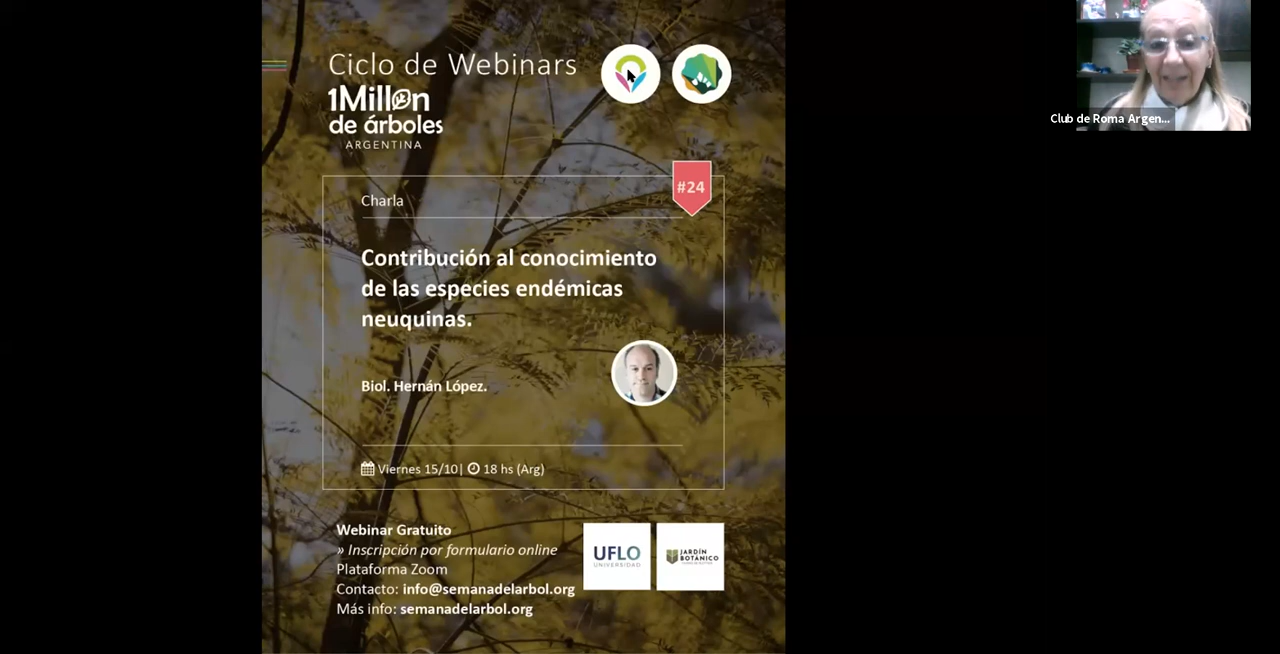 Ciclo de Webinars
1Millón
de árboles
ARGENTINA
#24
Charla
Contribución al conocimiento
de las especies endémicas
neuquinas.
Biol. Hernán López.
Viernes 15/10| 18 hs (Arg)
Webinar Gratuito
» Inscripción por formulario online
Plataforma Zoom
Contacto: info@semanadelarbol.org
Más info: semanadelarbol.org
UFLO
UNIVERSIDAD
JARDÍN
BOTÁNICO
Club de Roma Argen...